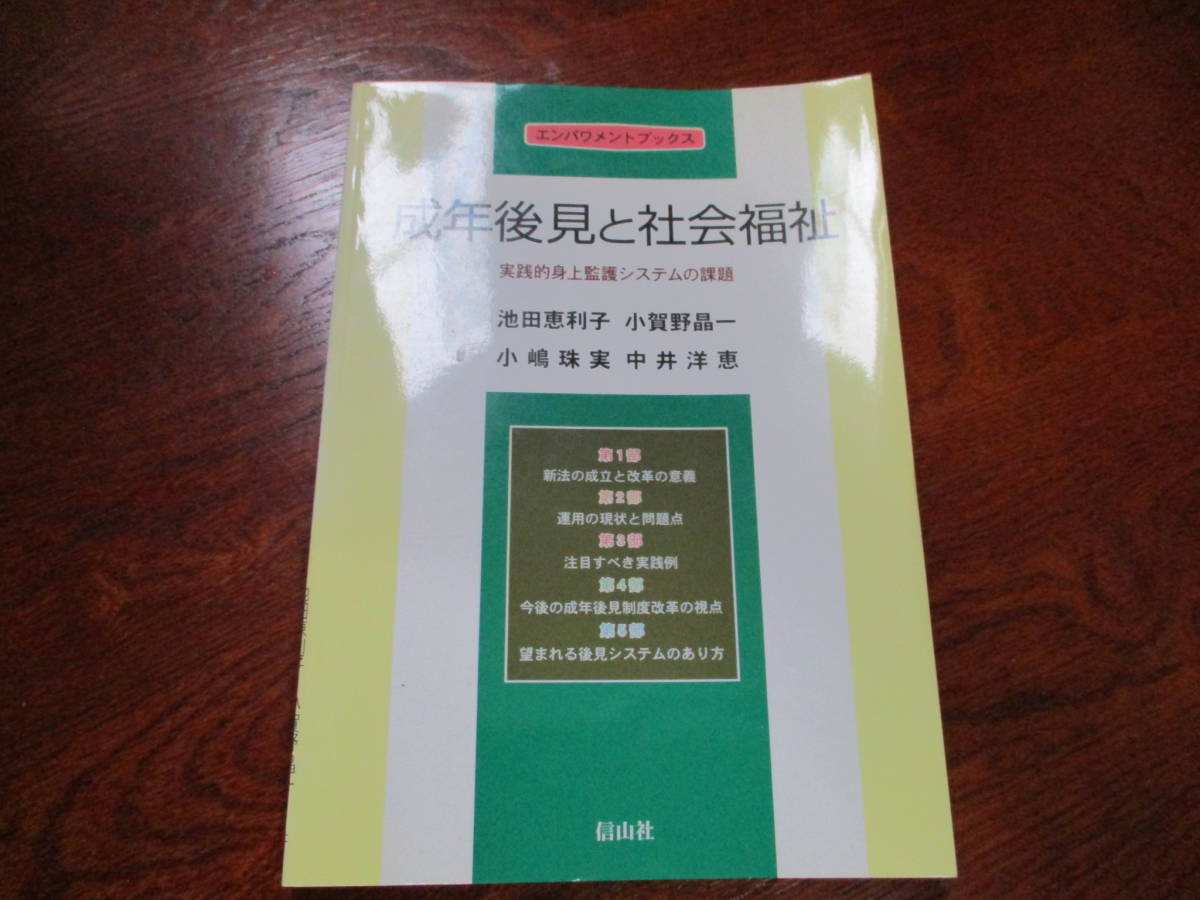 エンパワメントブックス
成年後見と社会福祉
実践的身上監護システムの課題
池田恵利子 小賀野晶一
小嶋珠実 中井洋恵
第1部
新法の成立と改革の意義
第2部
運用の現状と問題点
第3部
注目すべき実践例
第4部
今後の成年後見制度改革の視点
第5部
望まれる後見システムのあり方
信山社